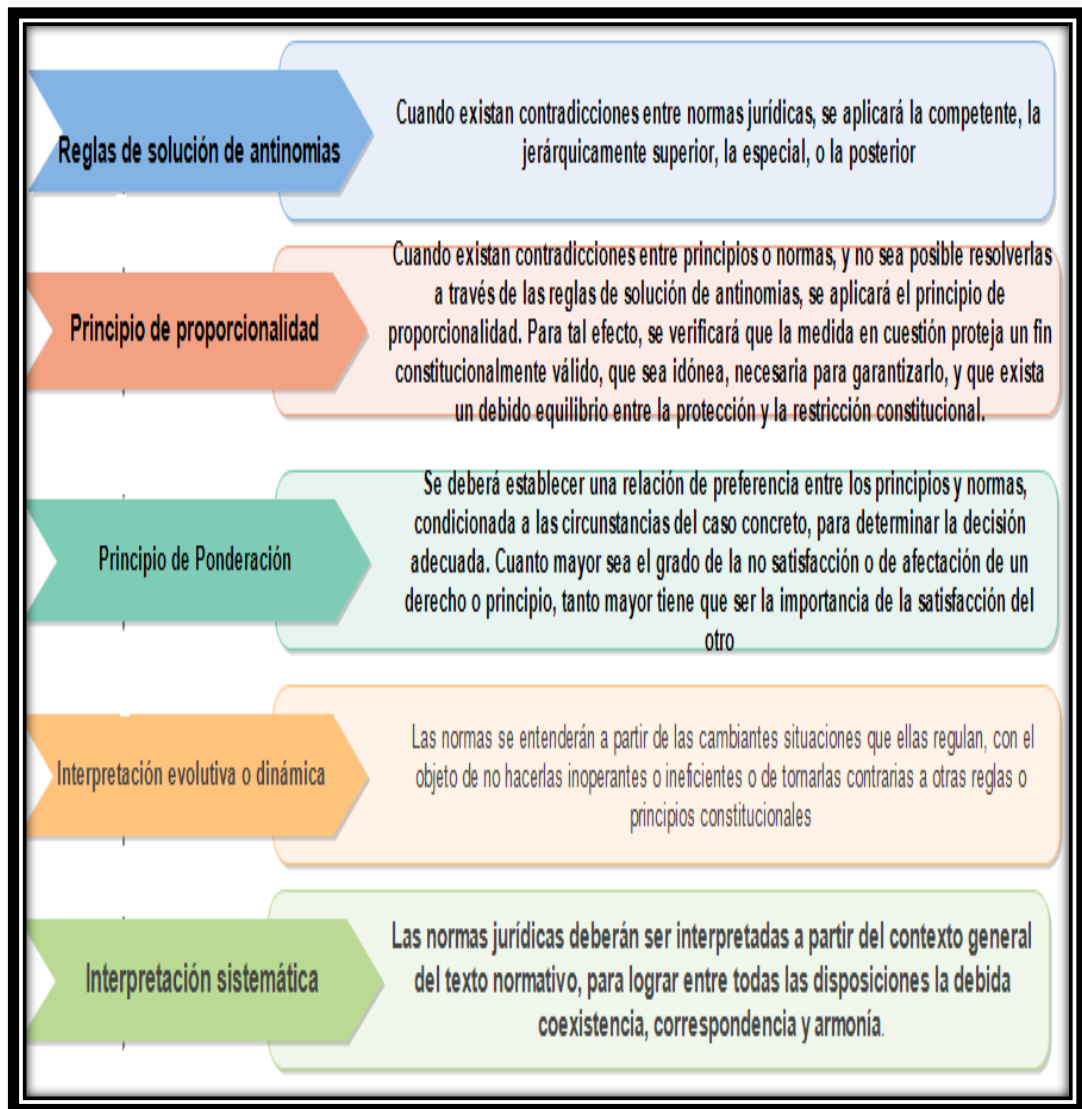 Reglas de solución de antinomias
Cuando existan contradicciones entre normas jurídicas, se aplicará la competente, la
jerárquicamente superior, la especial, o la posterior
Principio de proporcionalidad
Cuando existan contradicciones entre principios o normas, y no sea posible resolverlas
a través de las reglas de solución de antinomias, se aplicará el principio de
proporcionalidad. Para tal efecto, se verificará que la medida en cuestión proteja un fin
constitucionalmente válido, que sea idónea, necesaria para garantizarlo, y que exista
un debido equilibrio entre la protección y la restricción constitucional.
Principio de Ponderación
Se deberá establecer una relación de preferencia entre los principios y normas,
condicionada a las circunstancias del caso concreto, para determinar la decisión
adecuada. Cuanto mayor sea el grado de la no satisfacción o de afectación de un
derecho o principio, tanto mayor tiene que ser la importancia de la satisfacción del
otro
Interpretación evolutiva o dinámica
Las normas se entenderán a partir de las cambiantes situaciones que ellas regulan, con el
objeto de no hacerlas inoperantes o ineficientes o de tornarlas contrarias a otras reglas o
principios constitucionales
Interpretación sistemática
Las normas jurídicas deberán ser interpretadas a partir del contexto general
del texto normativo, para lograr entre todas las disposiciones la debida
coexistencia, correspondencia y armonía.